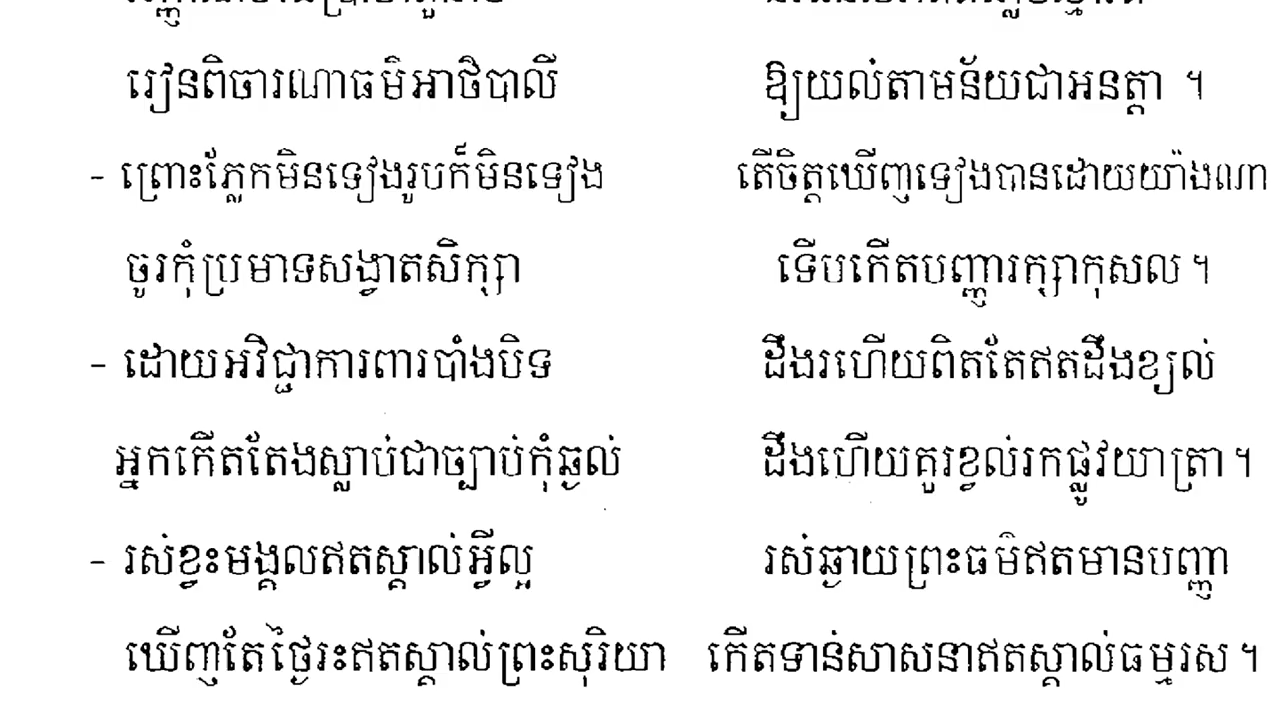 រៀនពិចារណាធម៌អាថ៌បាលី ឱ្យយល់តាមន័យជាអនត្តា ។
- ព្រោះភ្លែកមិនទៀងរូបក៏មិនទៀង តើចិត្តឃើញទៀងបានដោយយ៉ាងណា
ចូរកុំប្រមាទសង្វាតសិក្សា ទើបកើតបញ្ញារក្សាកុសល ។
- ដោយអវិជ្ជាការពារបាំងបិទ ដឹងរហើយពិតតែឥតដឹងខ្យល់
អ្នកកើតតែងស្លាប់ជាច្បាប់កុំឆ្ងល់ ដឹងហើយគួរខ្វល់រកផ្លូវយាត្រា ។
- រស់ខ្វះមង្គលឥតស្គាល់អ្វីល្អ រស់ឆ្ងាយព្រះធម៌ឥតមានបញ្ញា
ឃើញតែថ្ងៃរះឥតស្គាល់ព្រះសុរិយា កើតទាន់សាសនាឥតស្គាល់ធម្មរស ។